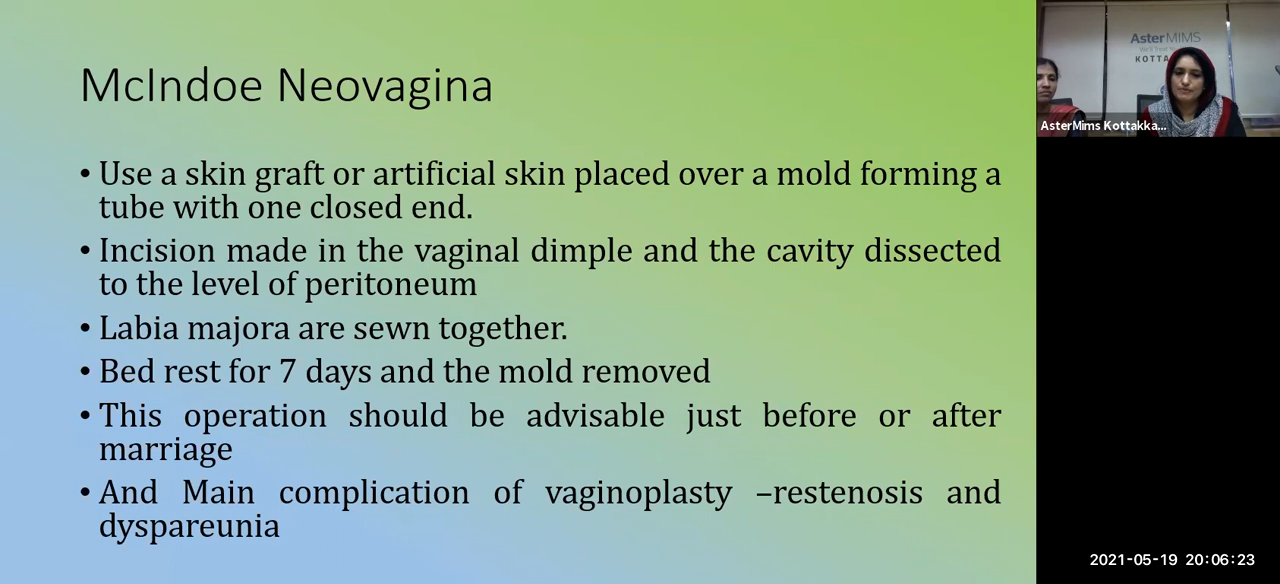 McIndoe Neovagina
• Use a skin graft or artificial skin placed over a mold forming a
tube with one closed end.
• Incision made in the vaginal dimple and the cavity dissected
to the level of peritoneum
• Labia majora are sewn together.
• Bed rest for 7 days and the mold removed
• This operation should be advisable just before or after
marriage
• And Main complication of vaginoplasty –restenosis and
dyspareunia
AsterMIMS
KOTTA
AsterMims Kottakka...
2021-05-19 20:06:23